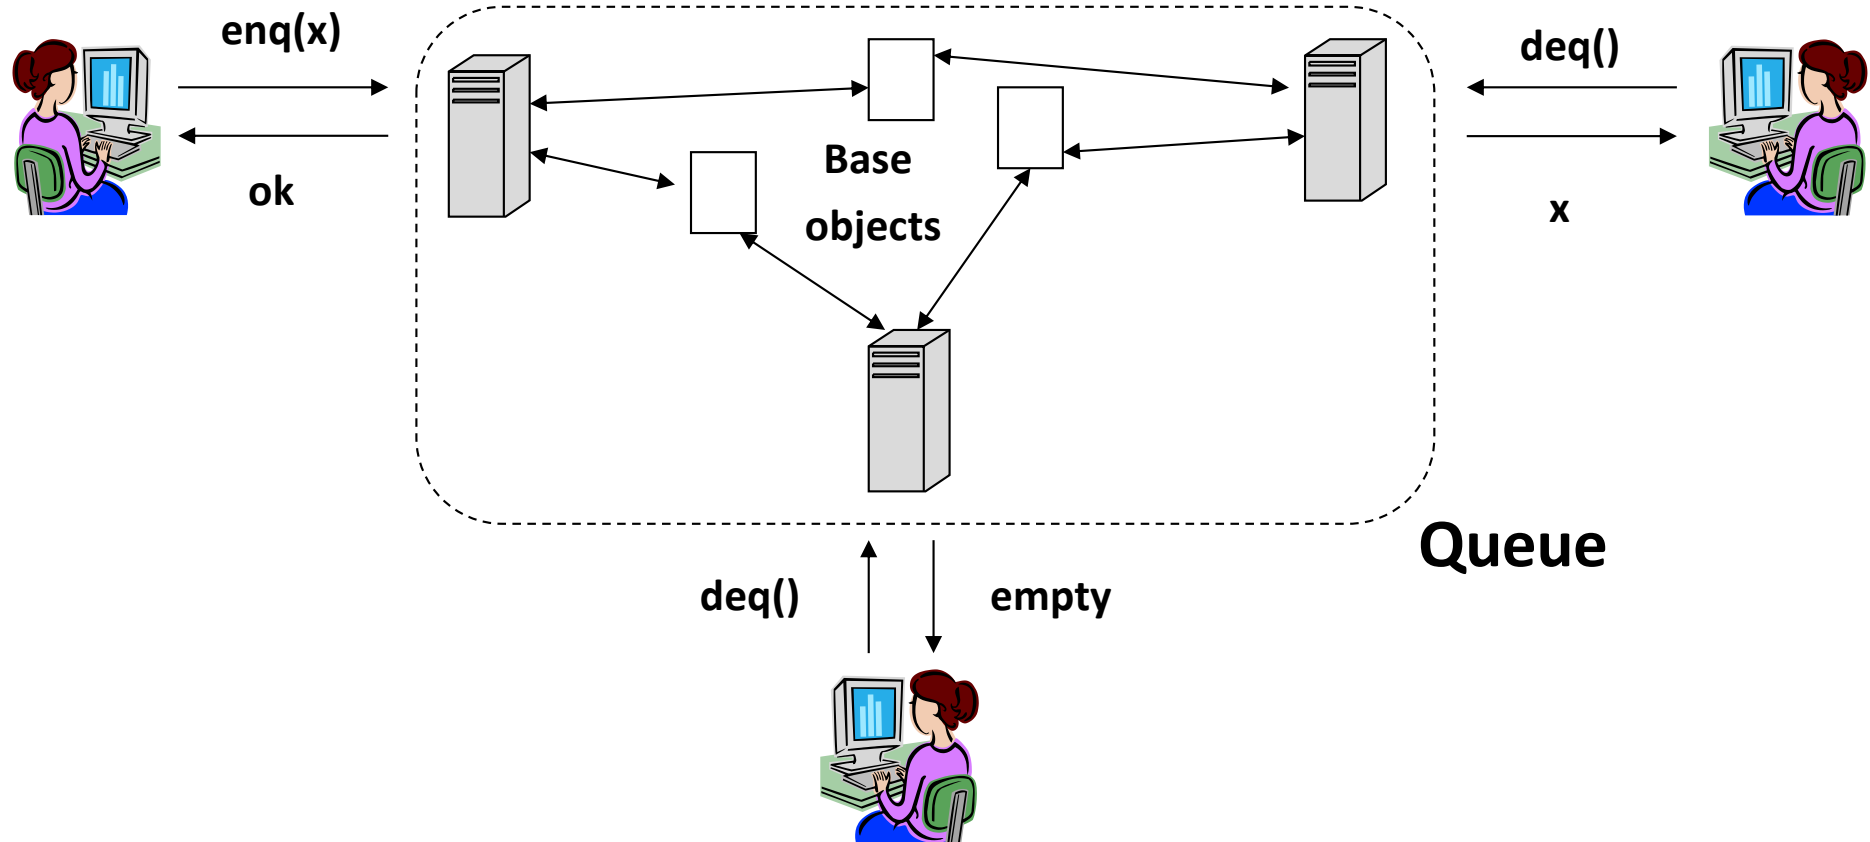 enq(x)
ok
Base
objects
deq()
x
Queue
deq()
empty